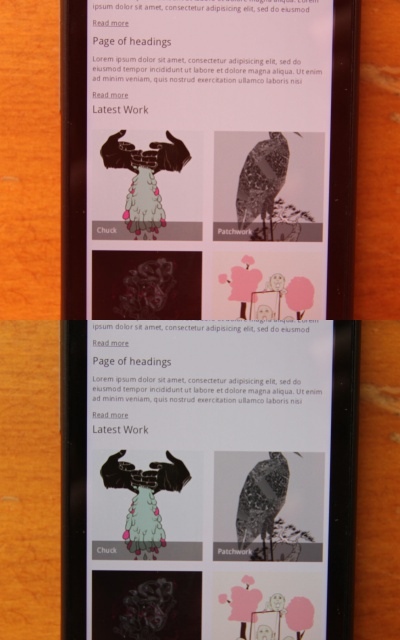 ipsum dolor sit amet, consectetur adipisicing elit, sed do eiusmod
Read more
Page of headings
Lorem ipsum dolor sit amet, consectetur adipisicing elit, sed do
eiusmod tempor incididunt ut labore et dolore magna aliqua. Ut enim
ad minim veniam, quis nostrud exercitation ullamco laboris nisi
Read more
Latest Work
Chuck
Patchwork
ipsum dolor sit amet, consectetur adipisicing elit, sed do eiusmod
Read more
Page of headings
Lorem ipsum dolor sit amet, consectetur adipisicing elit, sed do
eiusmod tempor incididunt ut labore et dolore magna aliqua. Ut enim
ad minim veniam, quis nostrud exercitation ullamco laboris nisi
Read more
Latest Work
Chuck
Patchwork